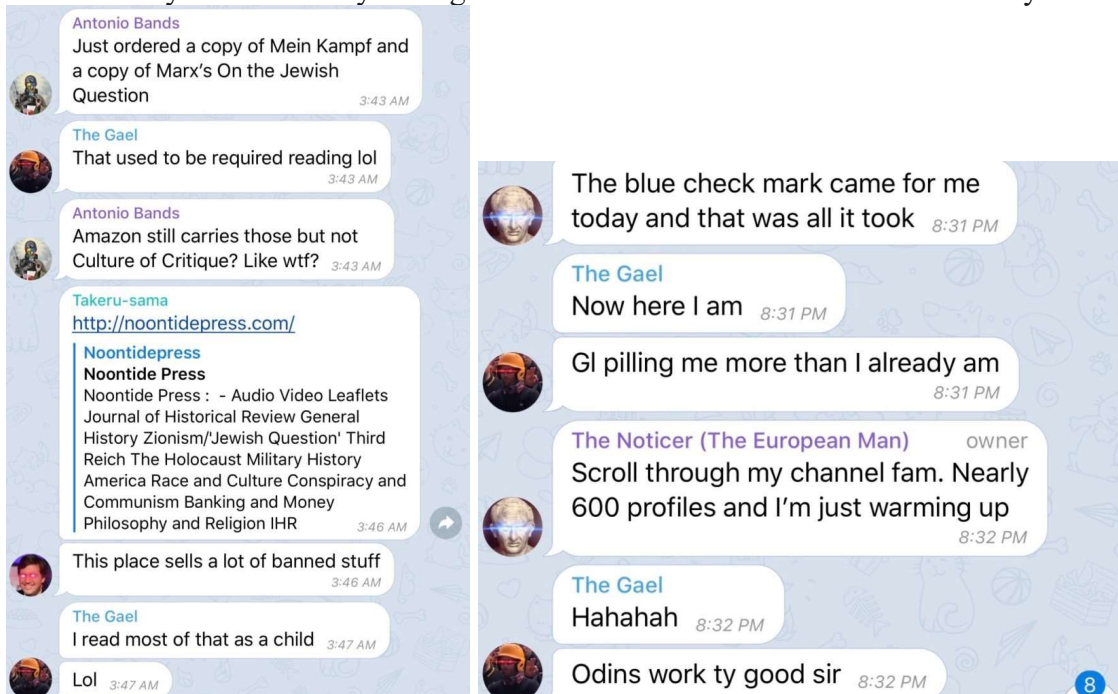 Antonio Bands
Just ordered a copy of Mein Kampf and
a copy of Marx's On the Jewish
Question 3:43 AM
The Gael
That used to be required reading lol
3:43 AM
Antonio Bands
Amazon still carries those but not
Culture of Critique? Like wtf? 3:43 AM
Takeru-sama
http://noontidepress.com/
Noontidepress
Noontide Press
Noontide Press : - Audio Video Leaflets
Journal of Historical Review General
History Zionism/'Jewish Question' Third
Reich The Holocaust Military History
America Race and Culture Conspiracy and
Communism Banking and Money
Philosophy and Religion IHR 3:46 AM
This place sells a lot of banned stuff
3:46 AM
The Gael
I read most of that as a child 3:47 AM
Lol 3:47 AM
The blue check mark came for me
today and that was all it took 8:31 PM
The Gael
Now here I am 8:31 PM
Gl pilling me more than I already am
8:31 PM
The Noticer (The European Man) owner
Scroll through my channel fam. Nearly
600 profiles and I'm just warming up
8:32 PM
The Gael
Hahahah 8:32 PM
Odins work ty good sir 8:32 PM
8